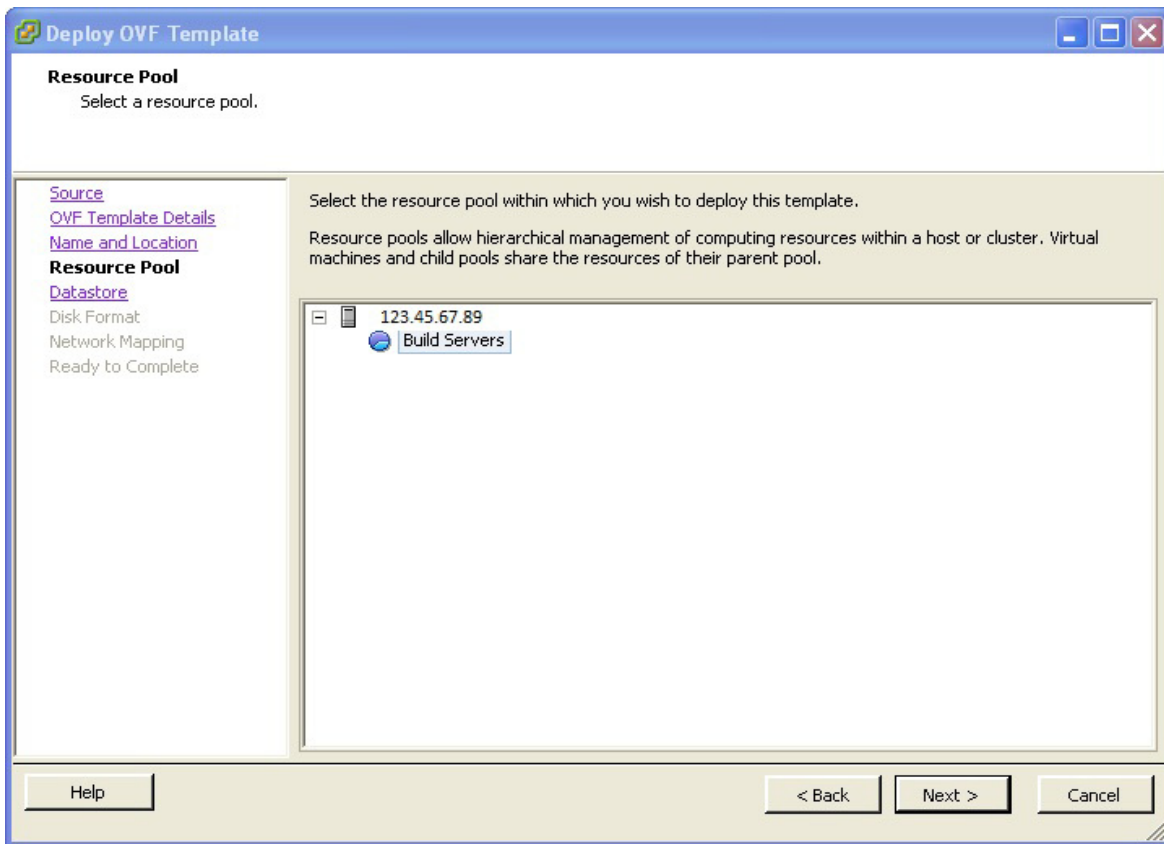 Deploy OVF Template
Resource Pool
Select a resource pool.
Source
OVF Template Details
Name and Location
Resource Pool
Datastore
Disk Format
Network Mapping
Ready to Complete
Select the resource pool within which you wish to deploy this template.
Resource pools allow hierarchical management of computing resources within a host or cluster. Virtual
machines and child pools share the resources of their parent pool.
123.45.67.89
Build Servers
Help
< Back
Next >
Cancel